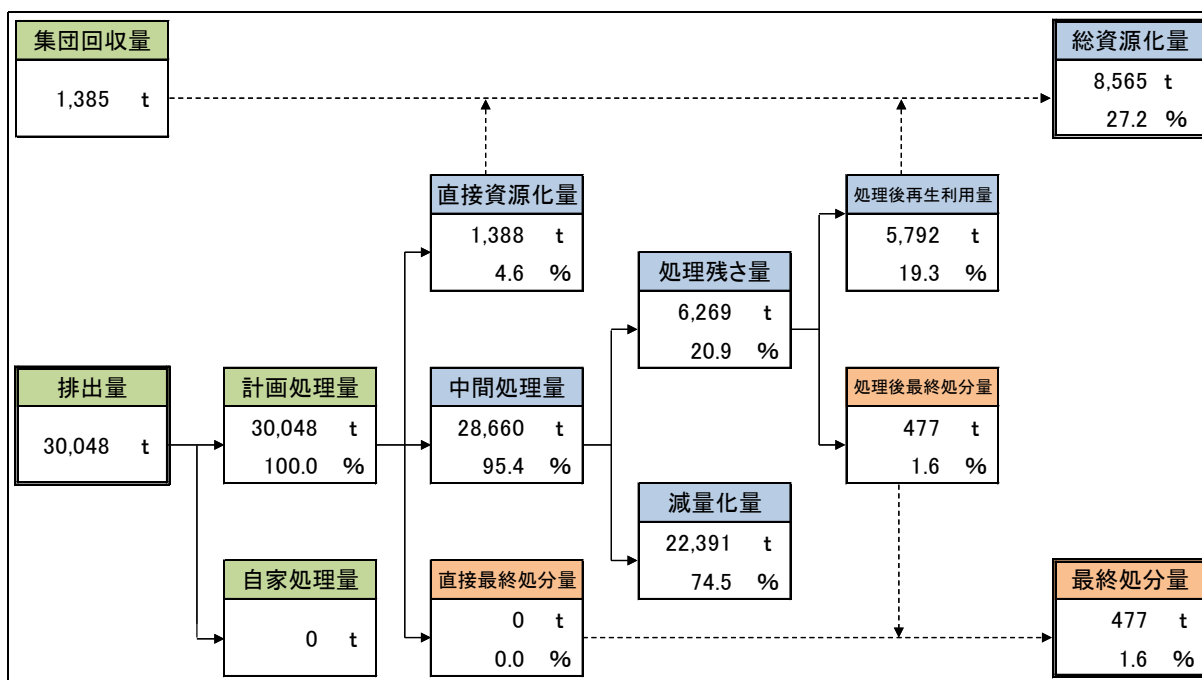 集団回収量
1,385 t
総資源化量
8,565 t
27.2 %
直接資源化量
1,388 t
4.6 %
処理後再生利用量
5,792 t
19.3 %
処理残さ量
6,269 t
20.9 %
排出量
30,048 t
計画処理量
30,048 t
100.0 %
中間処理量
28,660 t
95.4 %
処理後最終処分量
477 t
1.6 %
減量化量
22,391 t
74.5 %
自家処理量
0 t
直接最終処分量
0 t
0.0 %
最終処分量
477 t
1.6 %